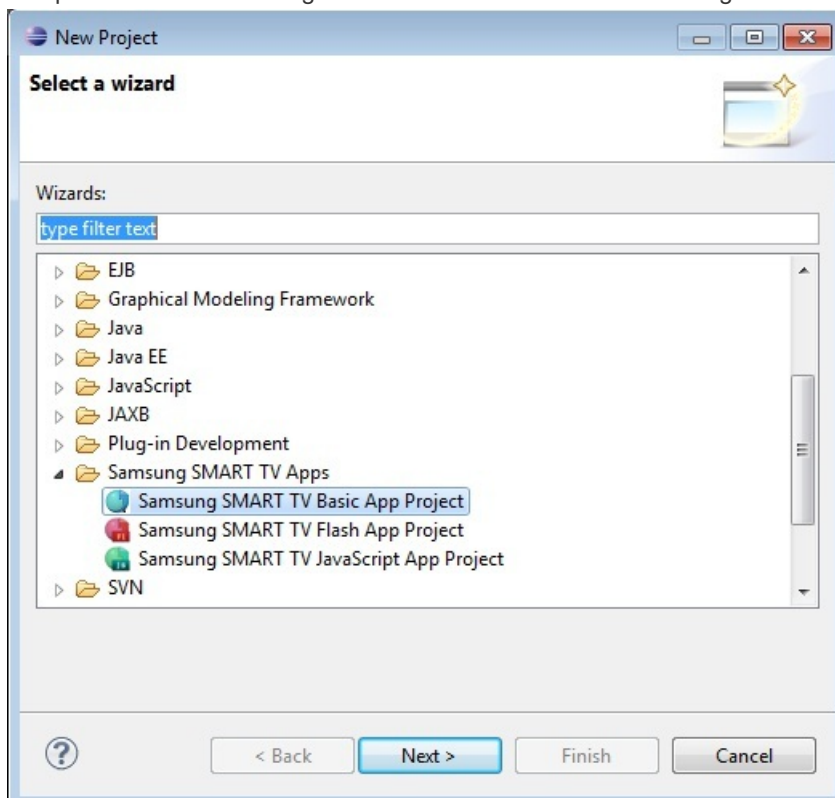 New Project
Select a wizard
Wizards:
type filter text
EJB
Graphical Modeling Framework
Java
Java EE
JavaScript
JAXB
Plug-in Development
Samsung SMART TV Apps
Samsung SMART TV Basic App Project
Samsung SMART TV Flash App Project
Samsung SMART TV JavaScript App Project
SVN
< Back Next > Finish Cancel